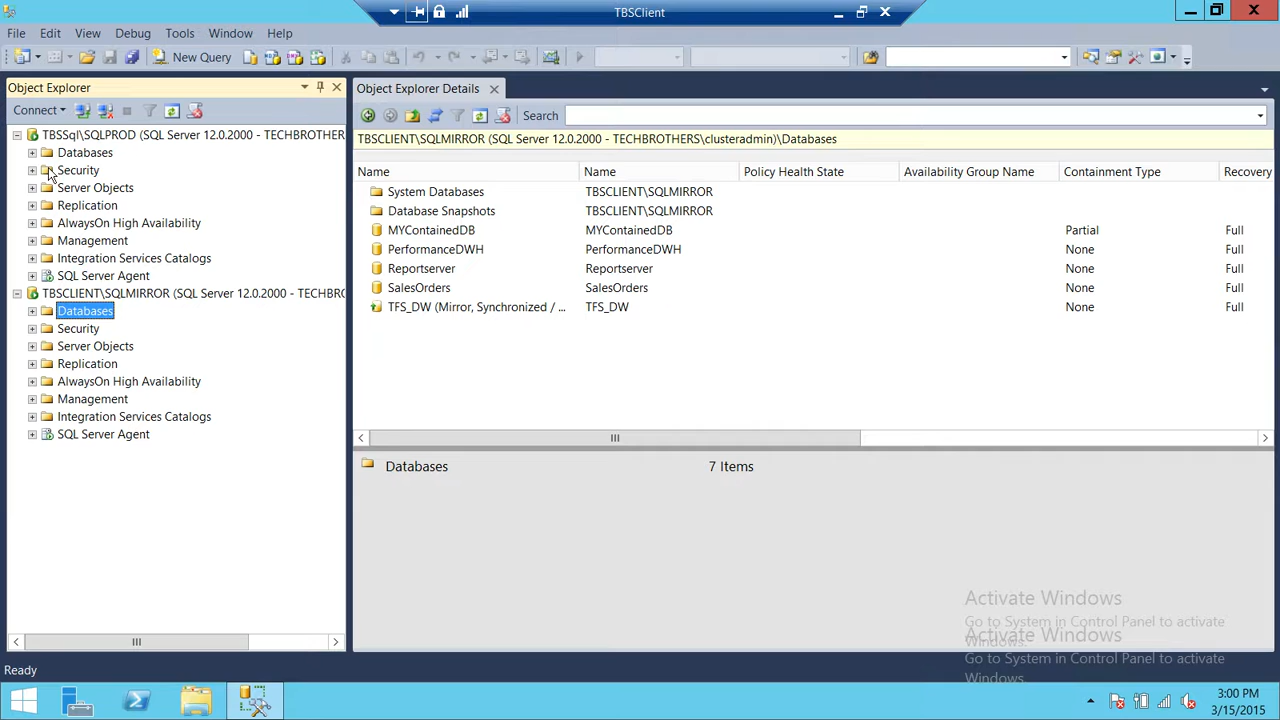 TBSClient
File Edit View Debug Tools Window Help
New Query
Object Explorer
Connect
TBSSql\SQLPROD (SQL Server 12.0.2000 - TECHBROTHER
Databases
Security
Server Objects
Replication
AlwaysOn High Availability
Management
Integration Services Catalogs
SQL Server Agent
TBSCLIENT\SQLMIRROR (SQL Server 12.0.2000 - TECHBRO
Databases
Security
Server Objects
Replication
AlwaysOn High Availability
Management
Integration Services Catalogs
SQL Server Agent
Object Explorer Details
Search
TBSCLIENT\SQLMIRROR (SQL Server 12.0.2000 - TECHBROTHERS\clusteradmin)\Databases
Name Name Policy Health State Availability Group Name Containment Type Recovery
System Databases TBSCLIENT\SQLMIRROR
Database Snapshots TBSCLIENT\SQLMIRROR
MYContainedDB MYContainedDB Partial Full
PerformanceDWH PerformanceDWH None Full
Reportserver Reportserver None Full
SalesOrders SalesOrders None Full
TFS_DW (Mirror, Synchronized / ... TFS_DW None Full
Databases 7 Items
Activate Windows
Go to System in Control Panel to activate
Windows.
Activate Windows
Go to System in Control Panel to activate
Windows.
Ready
3:00 PM
3/15/2015